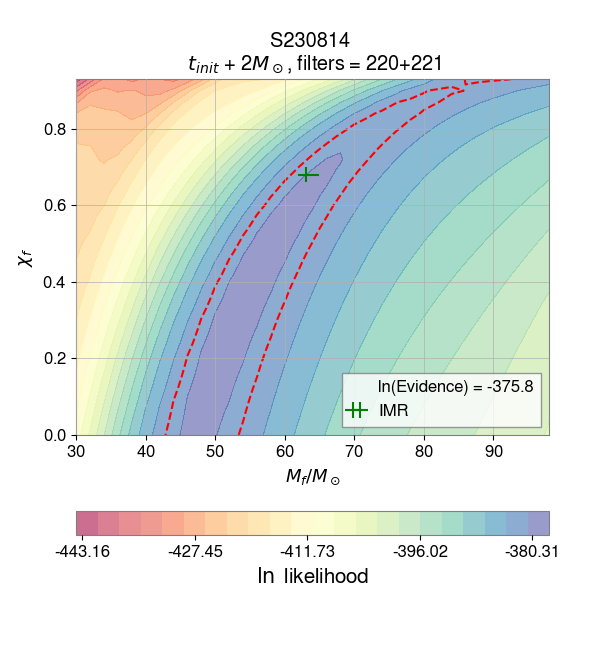 S230814
t_init + 2M_⊙, filters = 220+221
0.8
0.6
0.4
0.2
0.0
χ_f
30 40 50 60 70 80 90
M_f/M_⊙
ln(Evidence) = -375.8
IMR
-443.16 -427.45 -411.73 -396.02 -380.31
ln likelihood